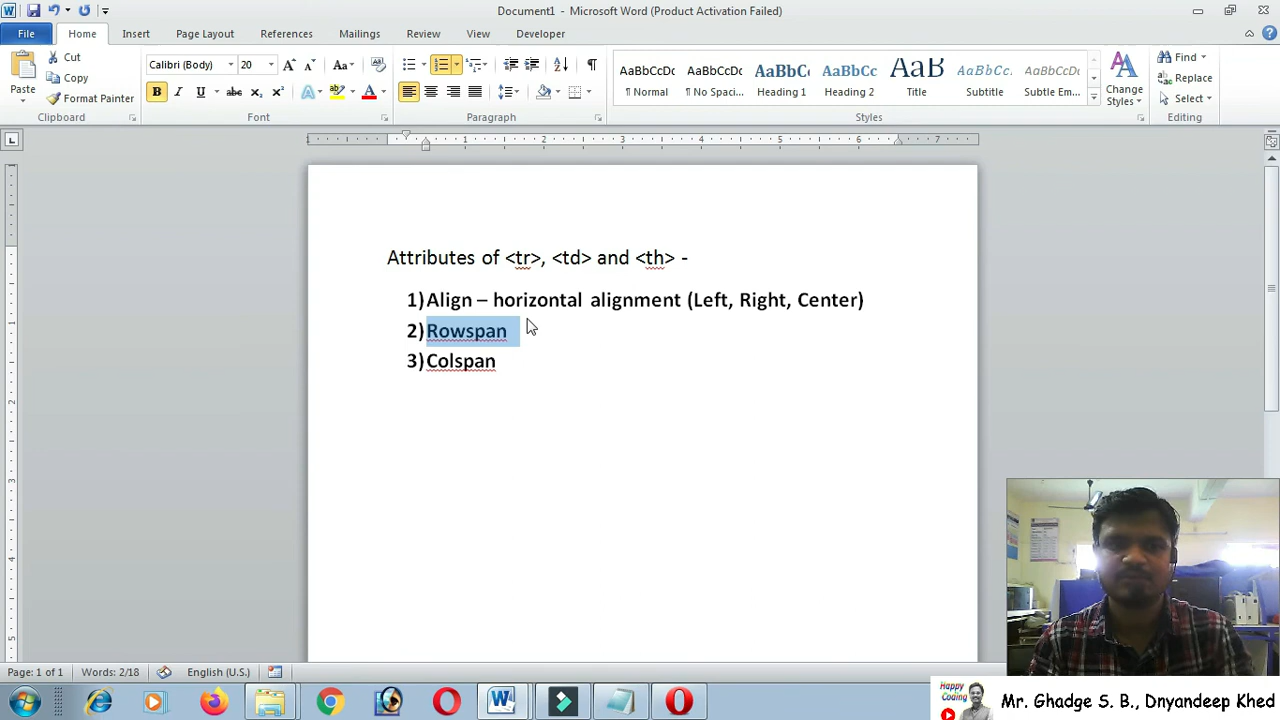 Document1 - Microsoft Word (Product Activation Failed)
File Home Insert Page Layout References Mailings Review View Developer
Paste
Cut
Copy
Format Painter
Clipboard
Calibri (Body) 20
Font
Paragraph
AaBbCcDc AaBbCcDc AaBbCc AaBbCc AaB AaBbCcDc AaBbCcDc
¶ Normal ¶ No Spaci... Heading 1 Heading 2 Title Subtitle Subtle Em...
Styles
Change Styles
Find
Replace
Select
Editing
Attributes of <tr>, <td> and <th> -
1) Align – horizontal alignment (Left, Right, Center)
2) Rowspan
3) Colspan
Page: 1 of 1 Words: 2/18 English (U.S.)
Happy Coding
Mr. Ghadge S. B., Dnyandeep Khed